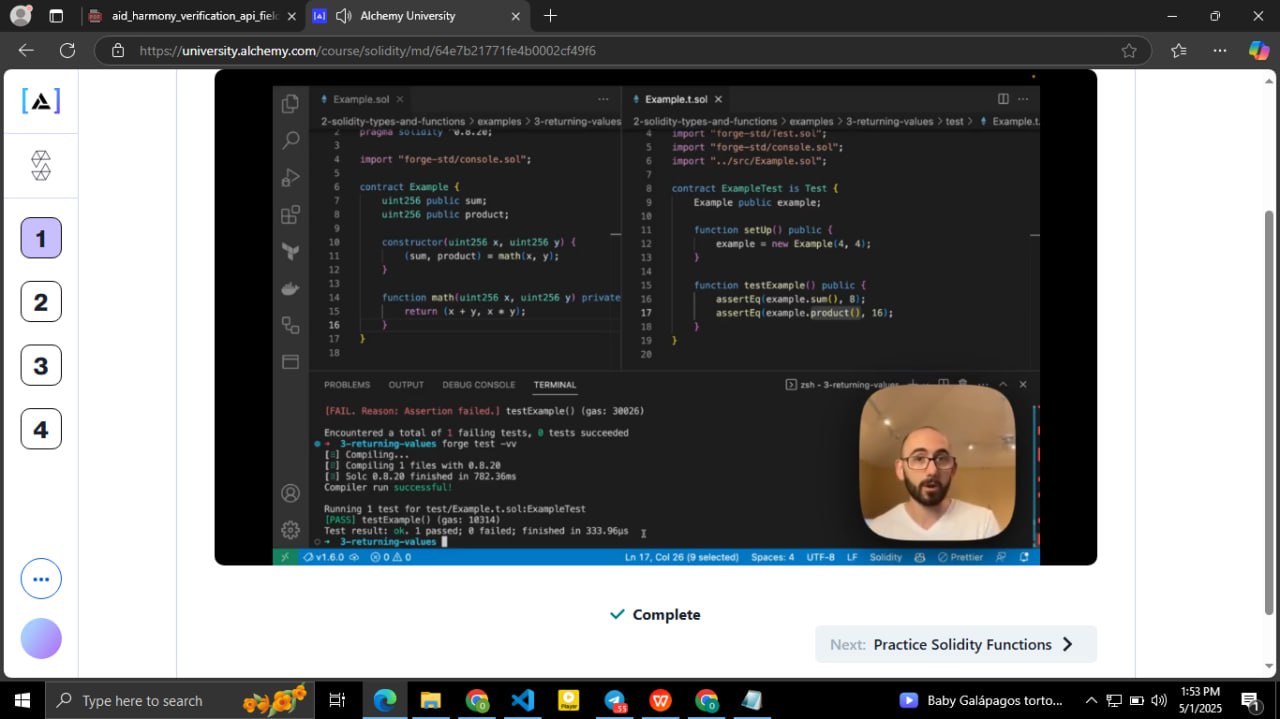 aid_harmony_verification_api_field
Alchemy University
https://university.alchemy.com/course/solidity/md/64e7b21771fe4b0002cf49f6
1
2
3
4
Example.sol
2-solidity-types-and-functions > examples > 3-returning-values
2 pragma solidity ^0.8.20;
3
4 import "forge-std/console.sol";
5
6 contract Example {
7 uint256 public sum;
8 uint256 public product;
9
10 constructor(uint256 x, uint256 y) {
11 (sum, product) = math(x, y);
12 }
13
14 function math(uint256 x, uint256 y) private
15 return (x + y, x * y);
16 }
17 }
18
Example.t.sol
2-solidity-types-and-functions > examples > 3-returning-values > test > Example.t.
4 import "forge-std/Test.sol";
5 import "forge-std/console.sol";
6 import "../src/Example.sol";
7
8 contract ExampleTest is Test {
9 Example public example;
10
11 function setUp() public {
12 example = new Example(4, 4);
13 }
14
15 function testExample() public {
16 assertEq(example.sum(), 8);
17 assertEq(example.product(), 16);
18 }
19 }
20
PROBLEMS OUTPUT DEBUG CONSOLE TERMINAL zsh - 3-returning-values
[FAIL. Reason: Assertion failed.] testExample() (gas: 30026)
Encountered a total of 1 failing tests, 0 tests succeeded
3-returning-values forge test -vv
Compiling...
Compiling 1 files with 0.8.20
Solc 0.8.20 finished in 782.36ms
Compiler run successful!
Running 1 test for test/Example.t.sol:ExampleTest
[PASS] testExample() (gas: 10314)
Test result: ok. 1 passed; 0 failed; finished in 333.96µs
3-returning-values
v1.6.0 0 0 Ln 17, Col 26 (9 selected) Spaces: 4 UTF-8 LF Solidity Prettier
Complete
Next: Practice Solidity Functions
Type here to search
Baby Galápagos torto...
1:53 PM
5/1/2025